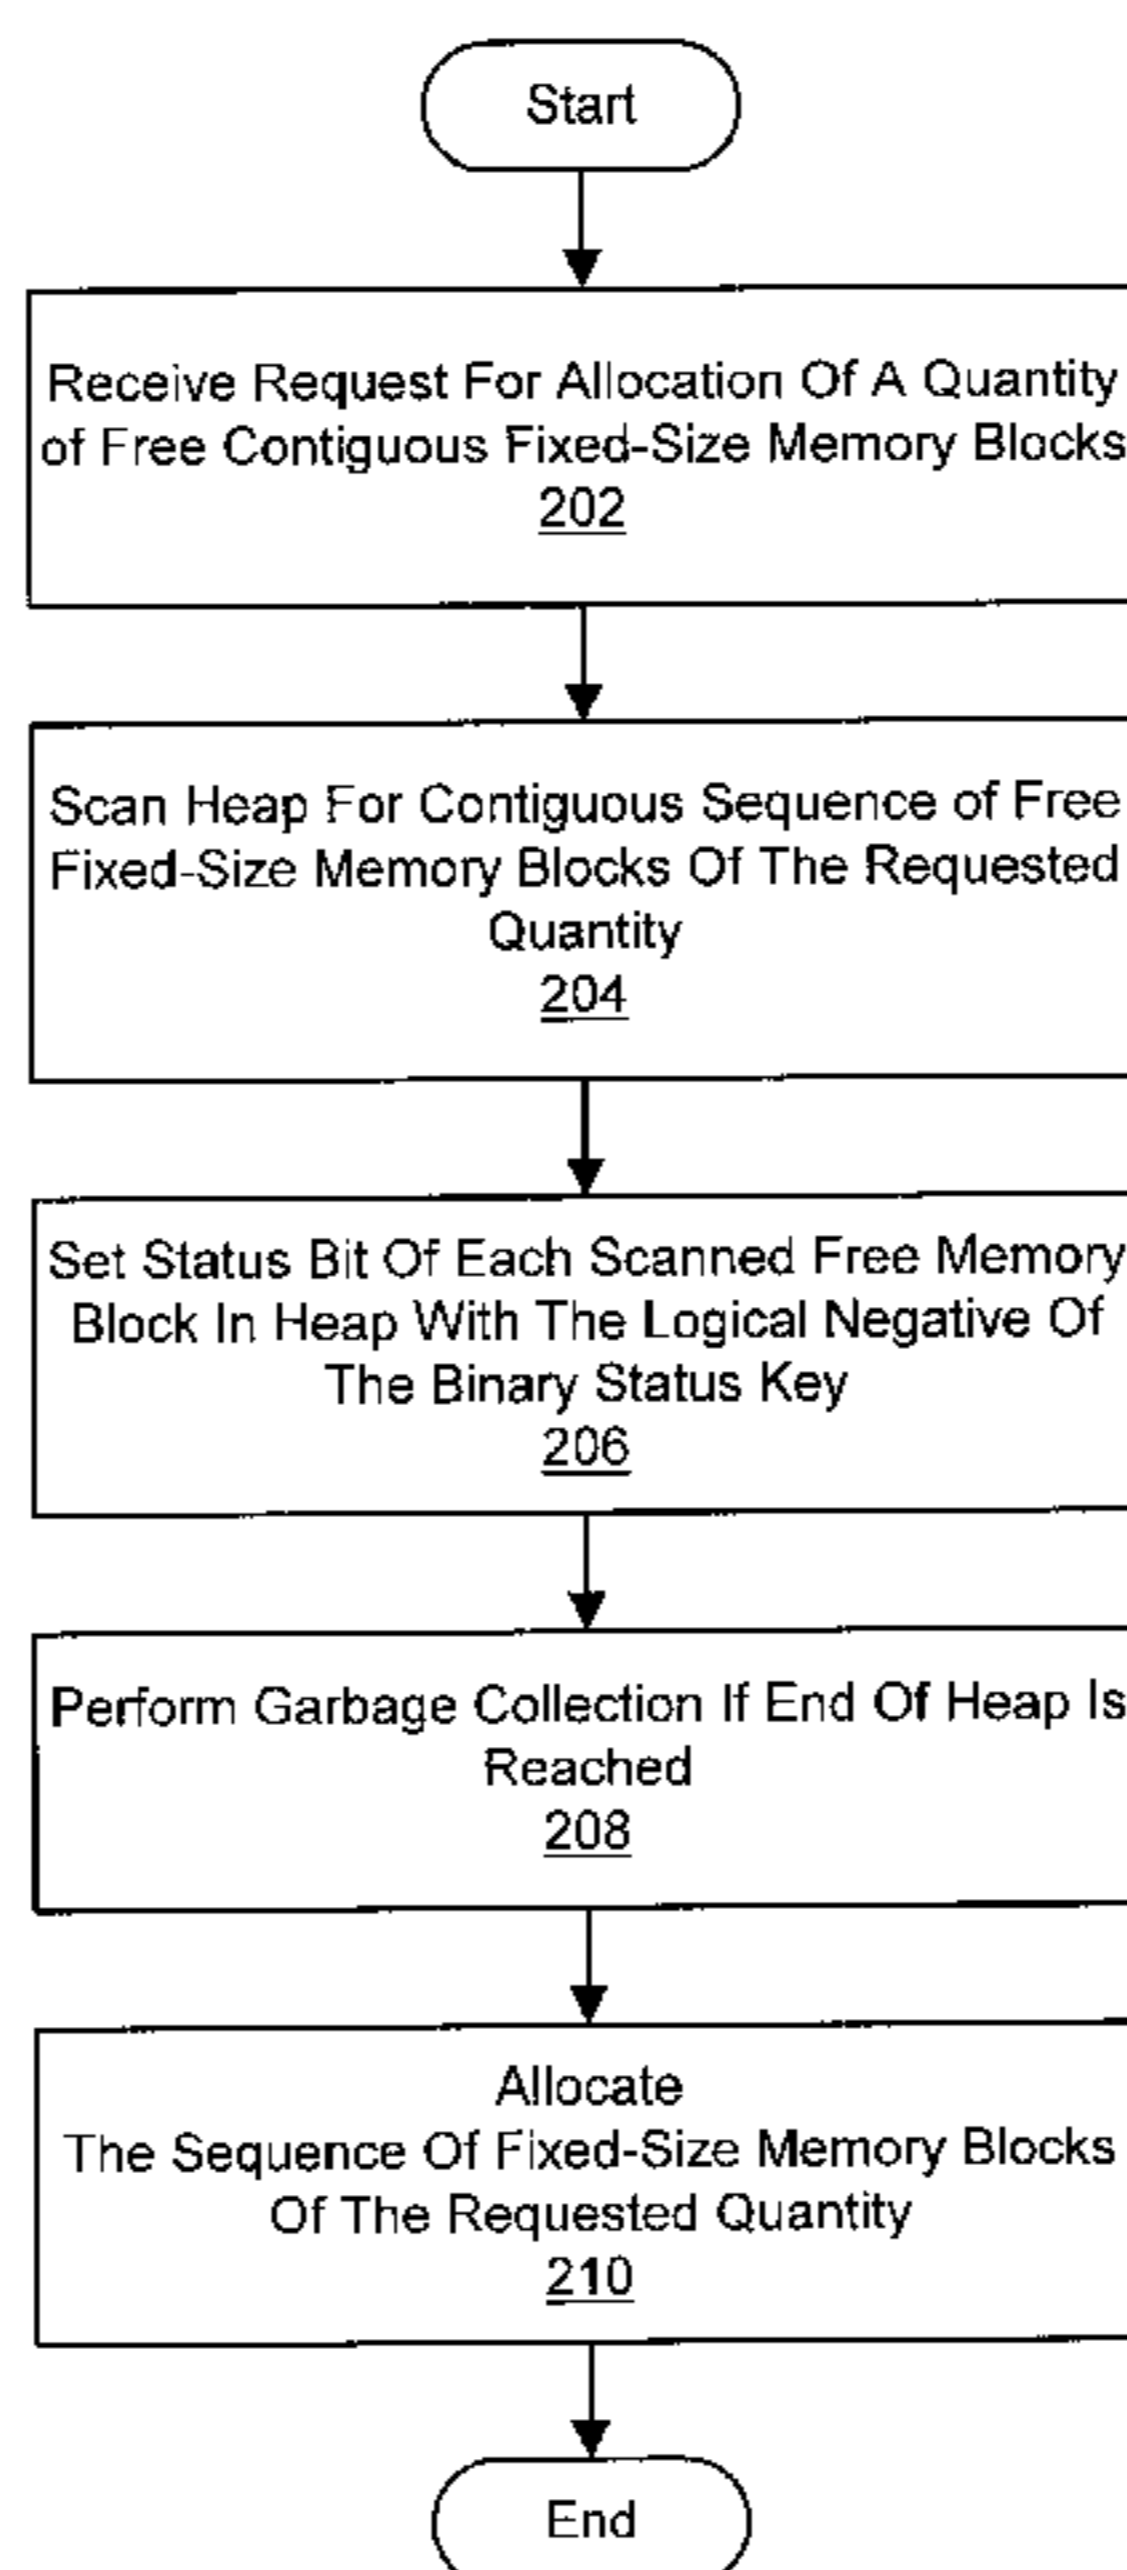 Start
Receive Request For Allocation Of A Quantity
of Free Contiguous Fixed-Size Memory Blocks
202
Scan Heap For Contiguous Sequence of Free
Fixed-Size Memory Blocks Of The Requested
Quantity
204
Set Status Bit Of Each Scanned Free Memory
Block In Heap With The Logical Negative Of
The Binary Status Key
206
Perform Garbage Collection If End Of Heap Is
Reached
208
Allocate
The Sequence Of Fixed-Size Memory Blocks
Of The Requested Quantity
210
End